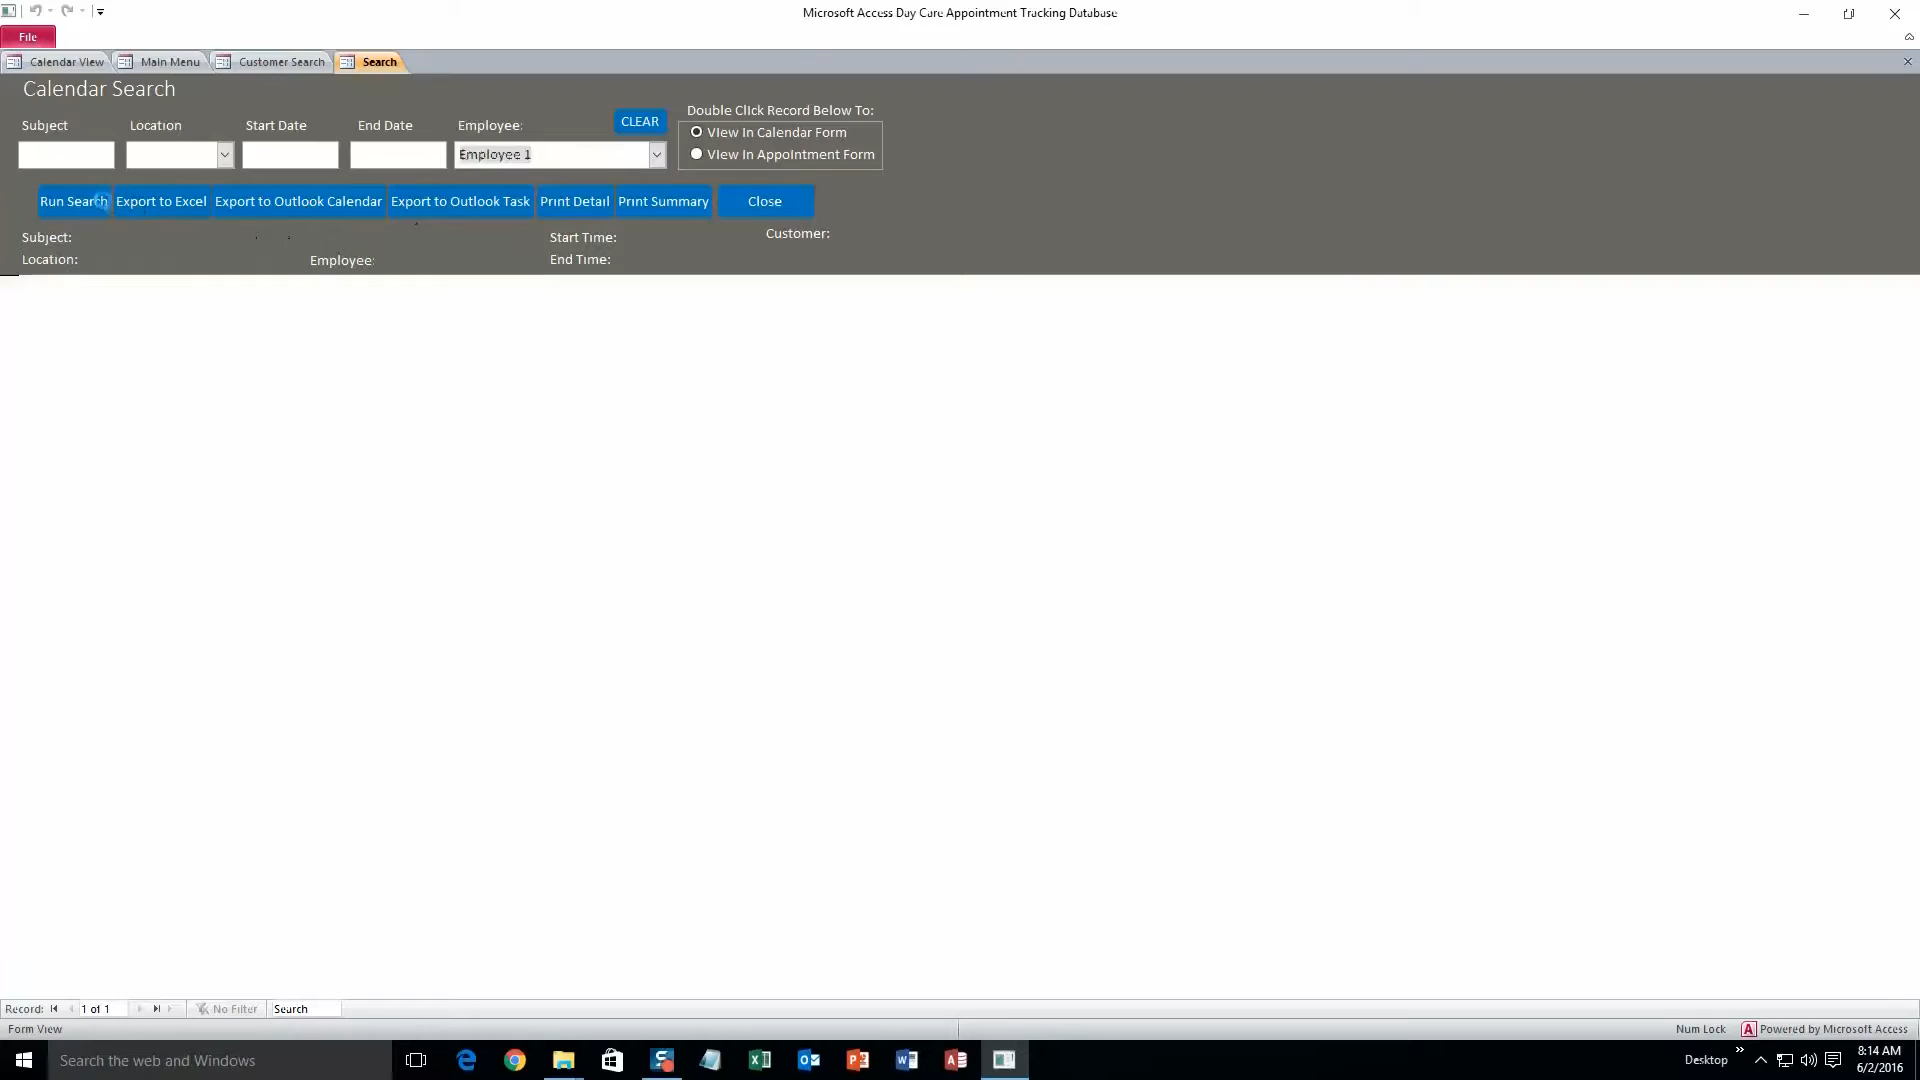 Microsoft Access Day Care Appointment Tracking Database
File
Calendar View Main Menu Customer Search Search
Calendar Search
Subject Location Start Date End Date Employee: CLEAR Double Click Record Below To:
View In Calendar Form
Employee 1 View In Appointment Form
Run Search Export to Excel Export to Outlook Calendar Export to Outlook Task Print Detail Print Summary Close
Subject: Start Time: Customer:
Location: Employee: End Time:
Record: 1 of 1 No Filter Search
Form View Num Lock Powered by Microsoft Access
Search the web and Windows Desktop 8:14 AM
6/2/2016